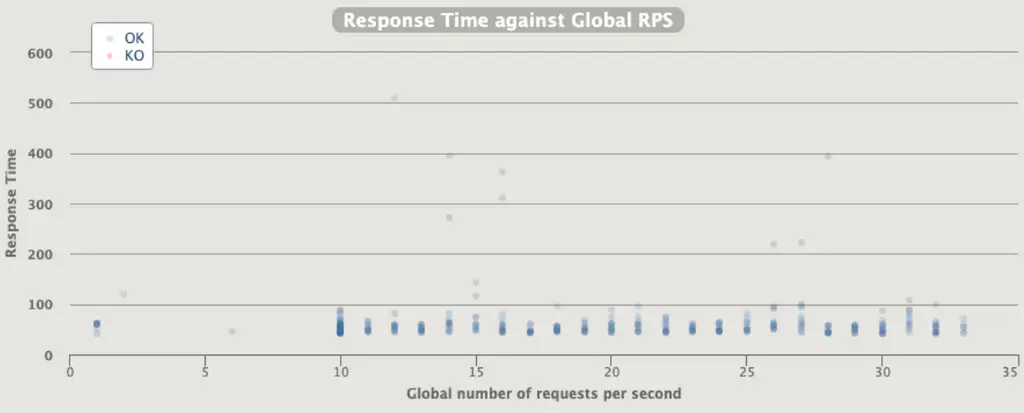 Response Time against Global RPS
OK
KO
600
500
400
300
200
100
0
Response Time
0 5 10 15 20 25 30 35
Global number of requests per second